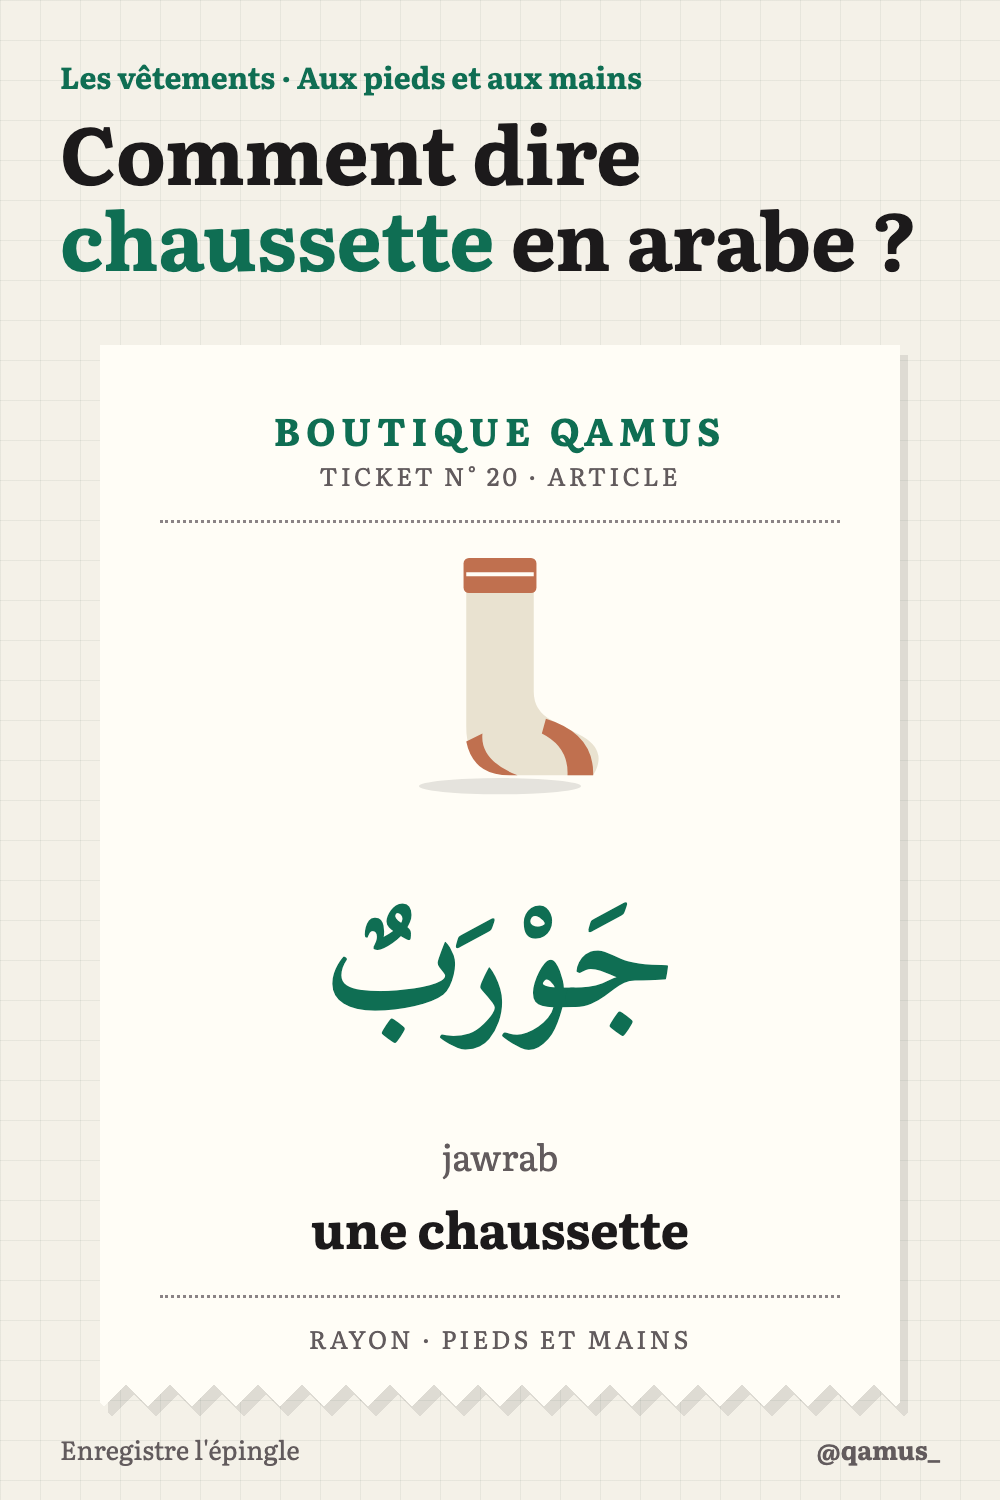 Les vêtements · Aux pieds et aux mains
Comment dire
chaussette en arabe ?
BOUTIQUE QAMUS
TICKET N° 20 · ARTICLE
جَوْرَبٌ
jawrab
une chaussette
RAYON · PIEDS ET MAINS
Enregistre l'épingle
@qamus_